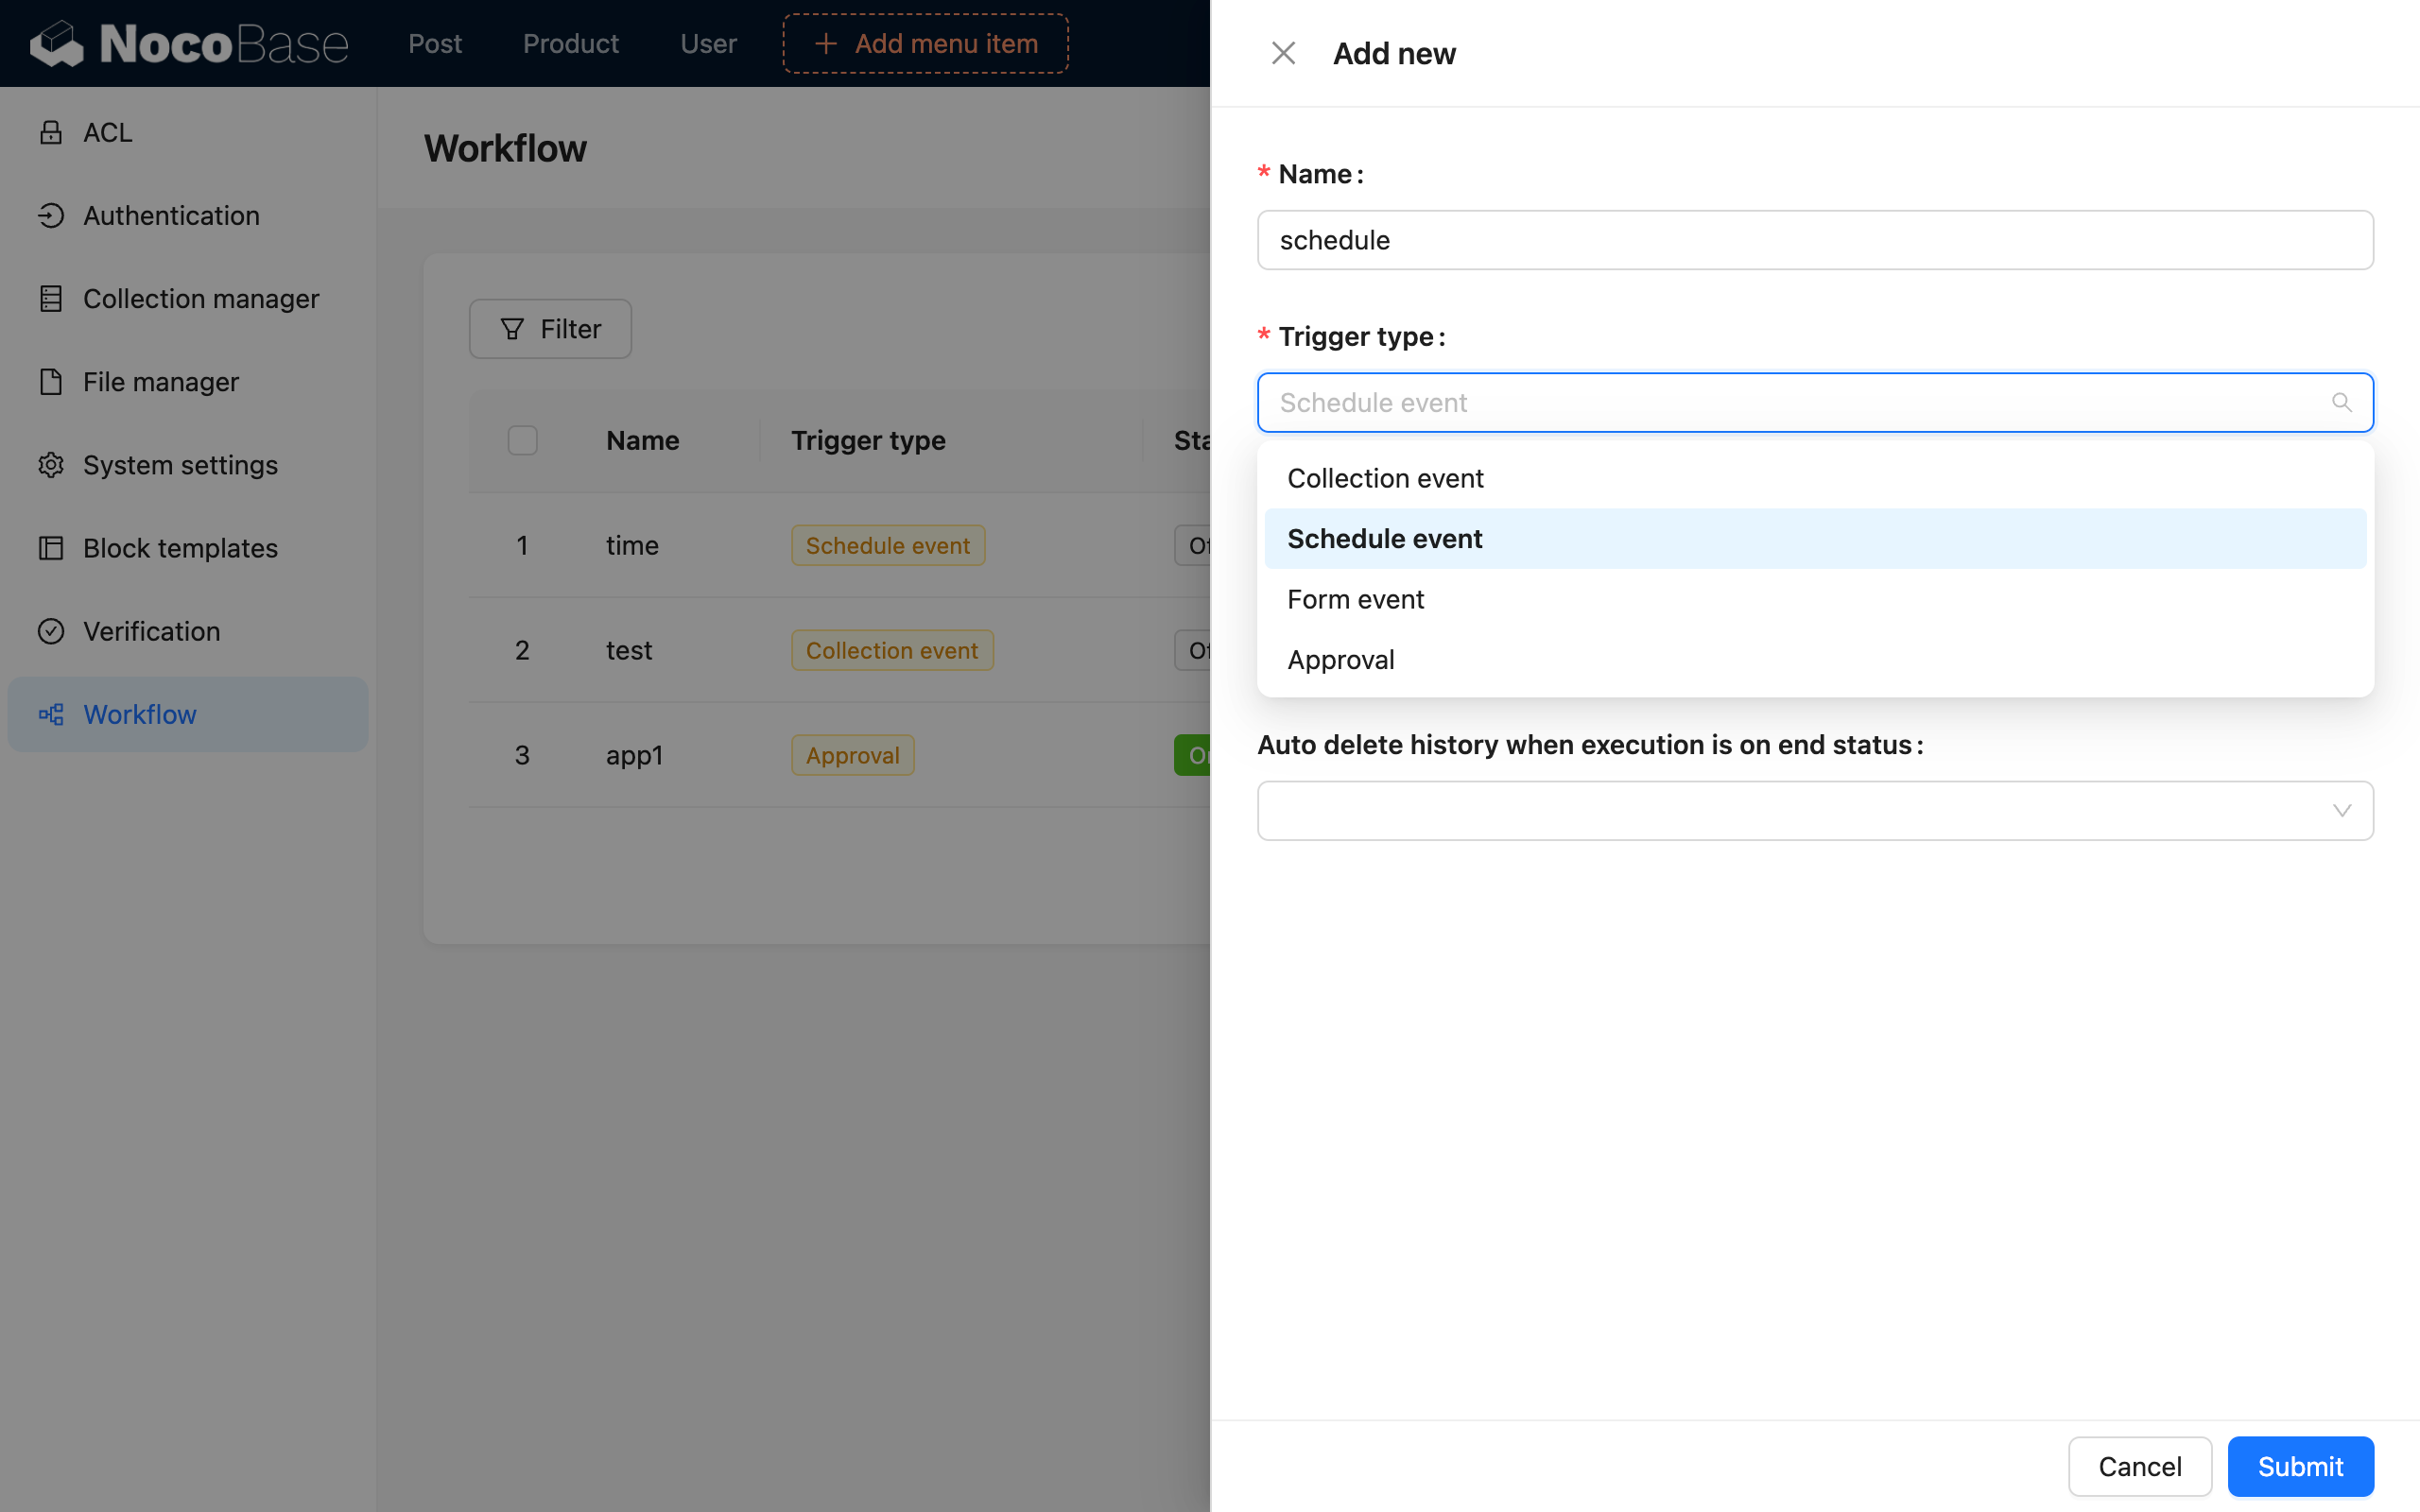 NocoBase Post Product User Add menu item
ACL
Authentication
Collection manager
File manager
System settings
Block templates
Verification
Workflow
Workflow
Filter
Name Trigger type
1 time Schedule event
2 test Collection event
3 app1 Approval
Add new
* Name :
schedule
* Trigger type :
Schedule event
Collection event
Schedule event
Form event
Approval
Auto delete history when execution is on end status :
Cancel Submit